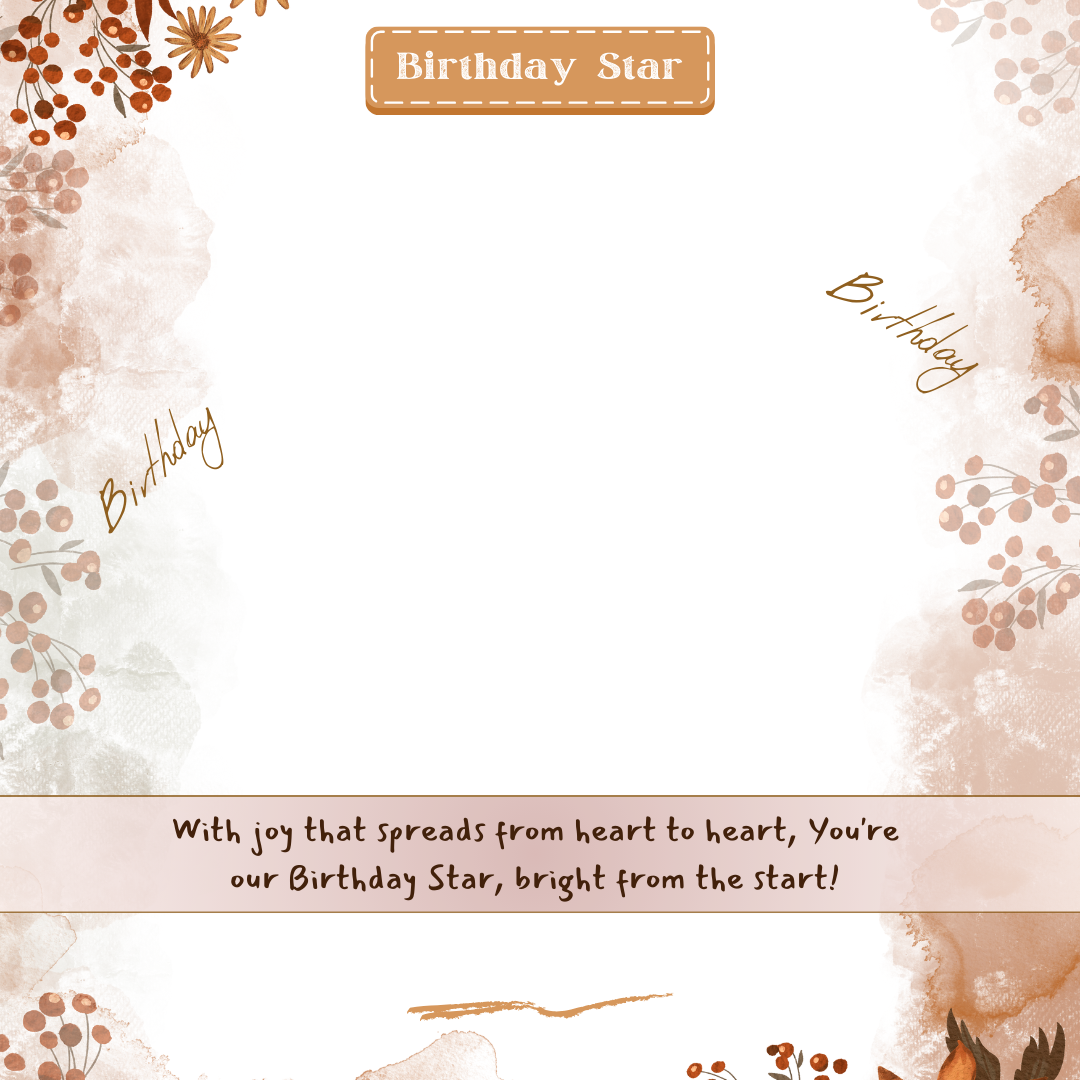 Birthday Star
Birthday
Birthday
With joy that spreads from heart to heart, You're
our Birthday Star, bright from the start!